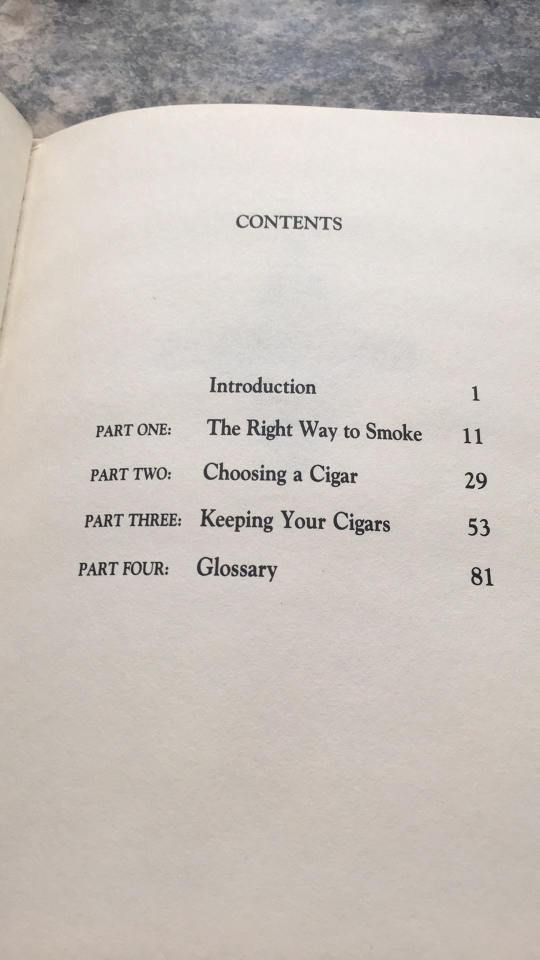 CONTENTS
Introduction 1
PART ONE: The Right Way to Smoke 11
PART TWO: Choosing a Cigar 29
PART THREE: Keeping Your Cigars 53
PART FOUR: Glossary 81